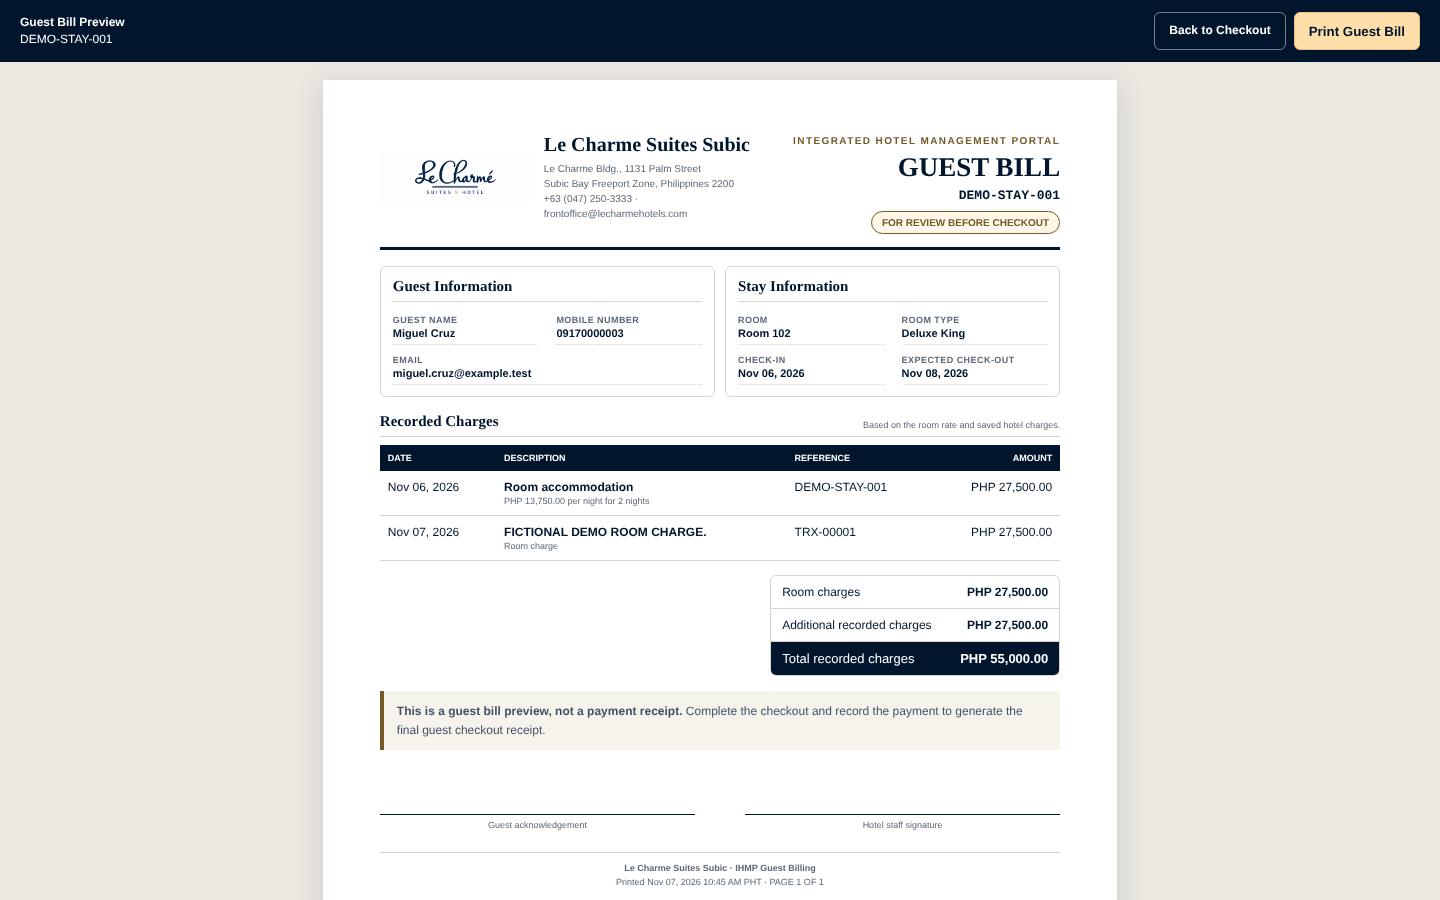 Guest Bill Preview
DEMO-STAY-001
Back to Checkout
Print Guest Bill
Le Charmé
SUITES & HOTEL
Le Charme Suites Subic
Le Charme Bldg., 1131 Palm Street
Subic Bay Freeport Zone, Philippines 2200
+63 (047) 250-3333 ·
frontoffice@lecharmehotels.com
INTEGRATED HOTEL MANAGEMENT PORTAL
GUEST BILL
DEMO-STAY-001
FOR REVIEW BEFORE CHECKOUT
Guest Information
GUEST NAME
Miguel Cruz
MOBILE NUMBER
09170000003
EMAIL
miguel.cruz@example.test
Stay Information
ROOM
Room 102
ROOM TYPE
Deluxe King
CHECK-IN
Nov 06, 2026
EXPECTED CHECK-OUT
Nov 08, 2026
Recorded Charges
Based on the room rate and saved hotel charges.
DATE DESCRIPTION REFERENCE AMOUNT
Nov 06, 2026 Room accommodation DEMO-STAY-001 PHP 27,500.00
PHP 13,750.00 per night for 2 nights
Nov 07, 2026 FICTIONAL DEMO ROOM CHARGE. TRX-00001 PHP 27,500.00
Room charge
Room charges PHP 27,500.00
Additional recorded charges PHP 27,500.00
Total recorded charges PHP 55,000.00
This is a guest bill preview, not a payment receipt. Complete the checkout and record the payment to generate the
final guest checkout receipt.
Guest acknowledgement
Hotel staff signature
Le Charme Suites Subic · IHMP Guest Billing
Printed Nov 07, 2026 10:45 AM PHT · PAGE 1 OF 1